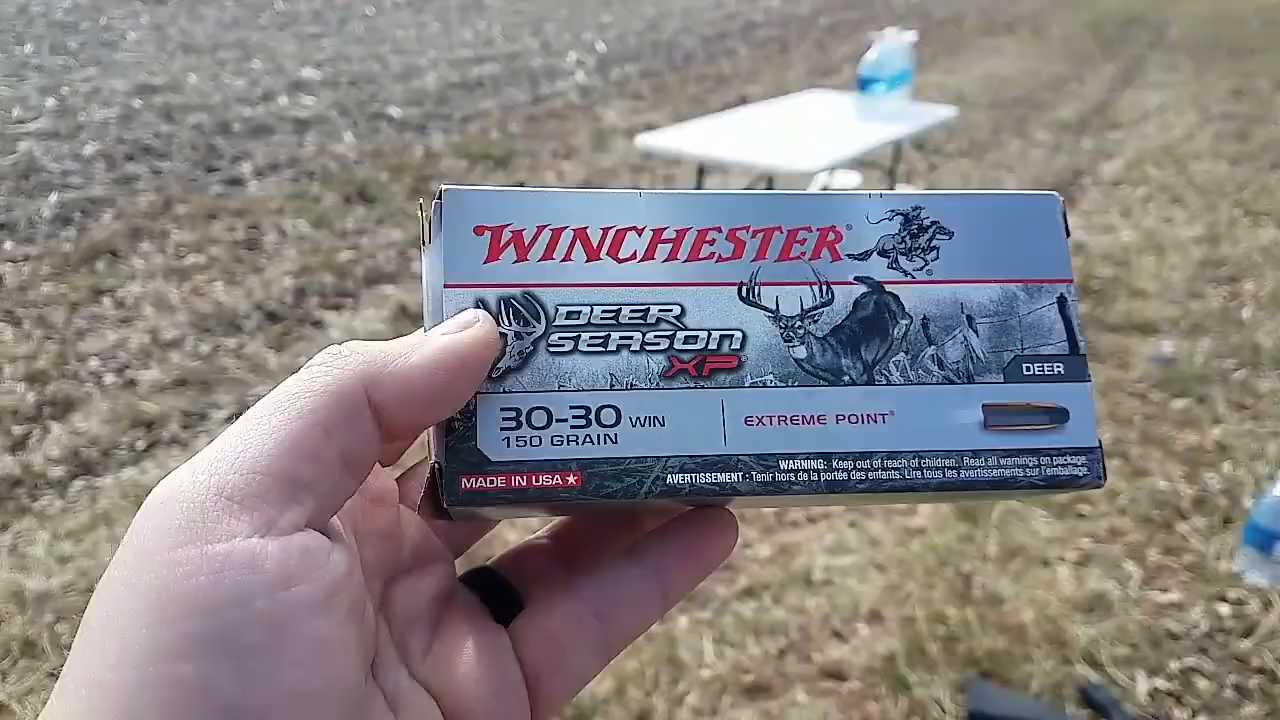 WINCHESTER®
DEER
SEASON
XP®
DEER
30-30 WIN
150 GRAIN
EXTREME POINT®
WARNING: Keep out of reach of children. Read all warnings on package.
MADE IN USA
AVERTISSEMENT : Tenir hors de la portée des enfants. Lire tous les avertissements sur l'emballage.